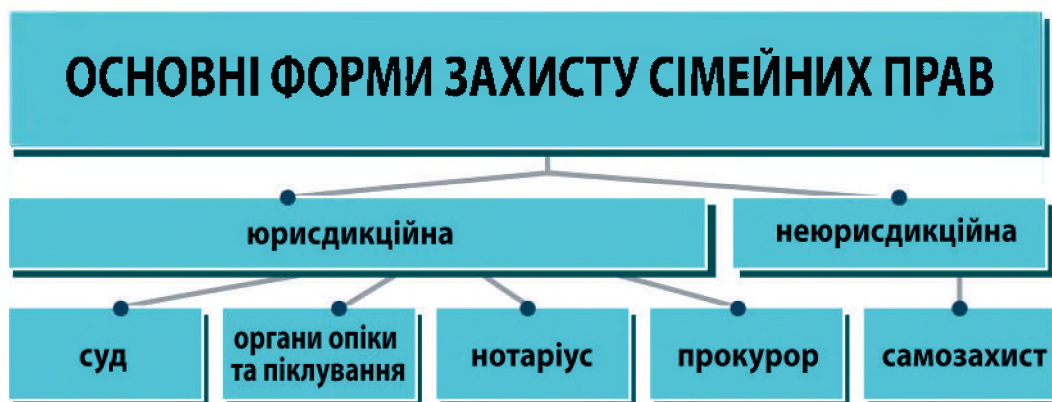 ОСНОВНІ ФОРМИ ЗАХИСТУ СІМЕЙНИХ ПРАВ
юрисдикційна
неюрисдикційна
суд
органи опіки
та піклування
нотаріус
прокурор
самозахист